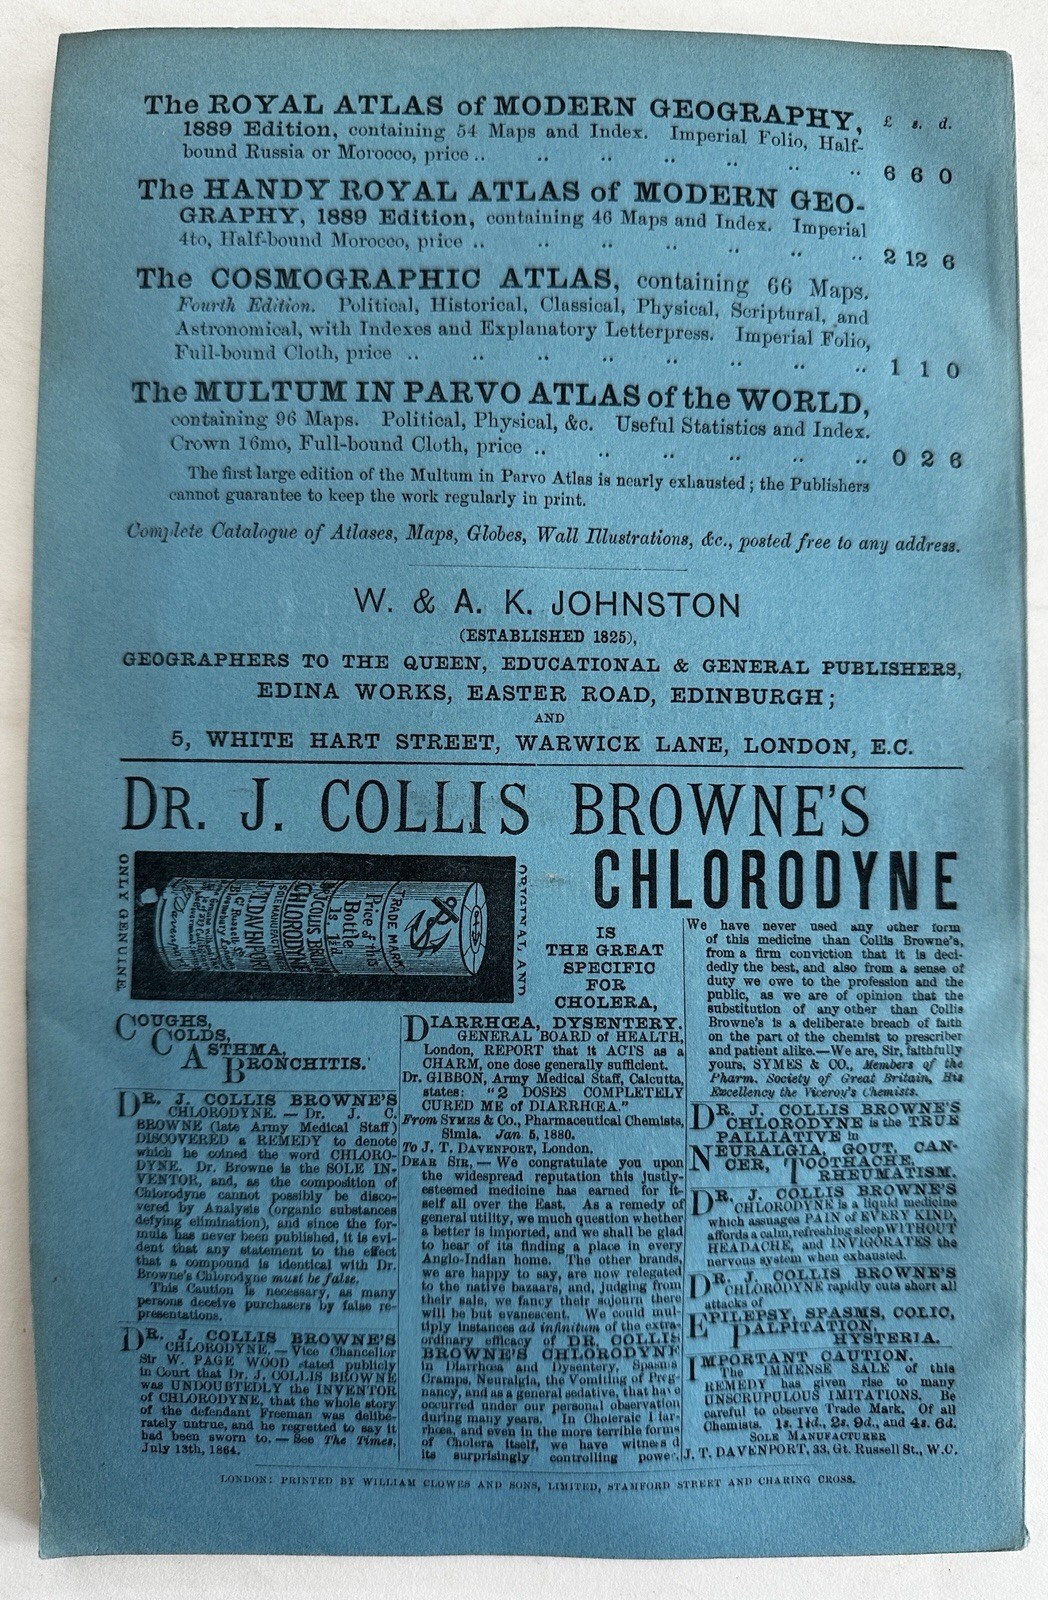 The ROYAL ATLAS of MODERN GEOGRAPHY, £ s. d.
1889 Edition, containing 54 Maps and Index. Imperial Folio, Half-
bound Russia or Morocco, price .. .. .. .. .. .. 6 6 0
The HANDY ROYAL ATLAS of MODERN GEO-
GRAPHY, 1889 Edition, containing 46 Maps and Index. Imperial
4to, Half-bound Morocco, price .. .. .. .. .. .. 2 12 6
The COSMOGRAPHIC ATLAS, containing 66 Maps.
Fourth Edition. Political, Historical, Classical, Physical, Scriptural, and
Astronomical, with Indexes and Explanatory Letterpress. Imperial Folio,
Full-bound Cloth, price .. .. .. .. .. .. .. .. 1 1 0
The MULTUM IN PARVO ATLAS of the WORLD,
containing 96 Maps. Political, Physical, &c. Useful Statistics and Index.
Crown 16mo, Full-bound Cloth, price .. .. .. .. .. .. 0 2 6
The first large edition of the Multum in Parvo Atlas is nearly exhausted; the Publishers
cannot guarantee to keep the work regularly in print.
Complete Catalogue of Atlases, Maps, Globes, Wall Illustrations, &c., posted free to any address.
W. & A. K. JOHNSTON
(ESTABLISHED 1825),
GEOGRAPHERS TO THE QUEEN, EDUCATIONAL & GENERAL PUBLISHERS,
EDINA WORKS, EASTER ROAD, EDINBURGH;
AND
5, WHITE HART STREET, WARWICK LANE, LONDON, E.C.
DR. J. COLLIS BROWNE'S
CHLORODYNE
ORIGINAL AND
ONLY GENUINE.
TRADE MARK
Price of this
Bottle
1s. 1½d.
DR J COLLIS BROWNE
CHLORODYNE
SOLE MANUFACTURER
J.T. DAVENPORT
IS
THE GREAT
SPECIFIC
FOR
CHOLERA,
COUGHS,
COLDS,
ASTHMA,
BRONCHITIS.
DR. J. COLLIS BROWNE'S
CHLORODYNE.—Dr. J. C.
BROWNE (late Army Medical Staff)
DISCOVERED a REMEDY to denote
which he coined the word CHLORO-
DYNE. Dr. Browne is the SOLE IN-
VENTOR, and, as the composition of
Chlorodyne cannot possibly be disco-
vered by Analysis (organic substances
defying elimination), and since the for-
mula has never been published, it is evi-
dent that any statement to the effect
that a compound is identical with Dr.
Browne's Chlorodyne must be false.
This Caution is necessary, as many
persons deceive purchasers by false re-
presentations.
DR. J. COLLIS BROWNE'S
CHLORODYNE.—Vice Chancellor
Sir W. PAGE WOOD stated publicly
in Court that Dr. J. COLLIS BROWNE
was UNDOUBTEDLY the INVENTOR
of CHLORODYNE, that the whole story
of the defendant Freeman was delibe-
rately untrue, and he regretted to say it
had been sworn to.—See The Times,
July 13th, 1864.
DIARRHŒA, DYSENTERY.
GENERAL BOARD of HEALTH,
London, REPORT that it ACTS as a
CHARM, one dose generally sufficient.
Dr. GIBBON, Army Medical Staff, Calcutta,
states: "2 DOSES COMPLETELY
CURED ME of DIARRHŒA."
From SYMES & Co., Pharmaceutical Chemists,
Simla. Jan 5, 1880.
To J. T. DAVENPORT, London.
DEAR SIR,—We congratulate you upon
the widespread reputation this justly-
esteemed medicine has earned for it-
self all over the East. As a remedy of
general utility, we much question whether
a better is imported, and we shall be glad
to hear of its finding a place in every
Anglo-Indian home. The other brands,
we are happy to say, are now relegated
to the native bazaars, and, judging from
their sale, we fancy their sojourn there
will be but evanescent. We could mul-
tiply instances ad infinitum of the extra-
ordinary efficacy of DR. COLLIS
BROWNE'S CHLORODYNE
in Diarrhœa and Dysentery, Spasms
Cramps, Neuralgia, the Vomiting of Preg-
nancy, and as a general sedative, that have
occurred under our personal observation
during many years. In Choleraic Diar-
rhœa, and even in the more terrible forms
of Cholera itself, we have witnessed
its surprisingly controlling power.
We have never used any other form
of this medicine than Collis Browne's,
from a firm conviction that it is deci-
dedly the best, and also from a sense of
duty we owe to the profession and the
public, as we are of opinion that the
substitution of any other than Collis
Browne's is a deliberate breach of faith
on the part of the chemist to prescriber
and patient alike.—We are, Sir, faithfully
yours, SYMES & CO., Members of the
Pharm. Society of Great Britain, His
Excellency the Viceroy's Chemists.
DR. J. COLLIS BROWNE'S
CHLORODYNE is the TRUE
PALLIATIVE in
NEURALGIA, GOUT, CAN-
CER, TOOTHACHE,
RHEUMATISM.
DR. J. COLLIS BROWNE'S
CHLORODYNE is a liquid medicine
which assuages PAIN of EVERY KIND,
affords a calm, refreshing sleep WITHOUT
HEADACHE, and INVIGORATES the
nervous system when exhausted.
DR. J. COLLIS BROWNE'S
CHLORODYNE rapidly cuts short all
attacks of
EPILEPSY, SPASMS, COLIC,
PALPITATION,
HYSTERIA.
IMPORTANT CAUTION.
The IMMENSE SALE of this
REMEDY has given rise to many
UNSCRUPULOUS IMITATIONS. Be
careful to observe Trade Mark. Of all
Chemists. 1s. 1½d., 2s. 9d., and 4s. 6d.
SOLE MANUFACTURER
J. T. DAVENPORT, 33, Gt. Russell St., W.C.
LONDON: PRINTED BY WILLIAM CLOWES AND SONS, LIMITED, STAMFORD STREET AND CHARING CROSS.